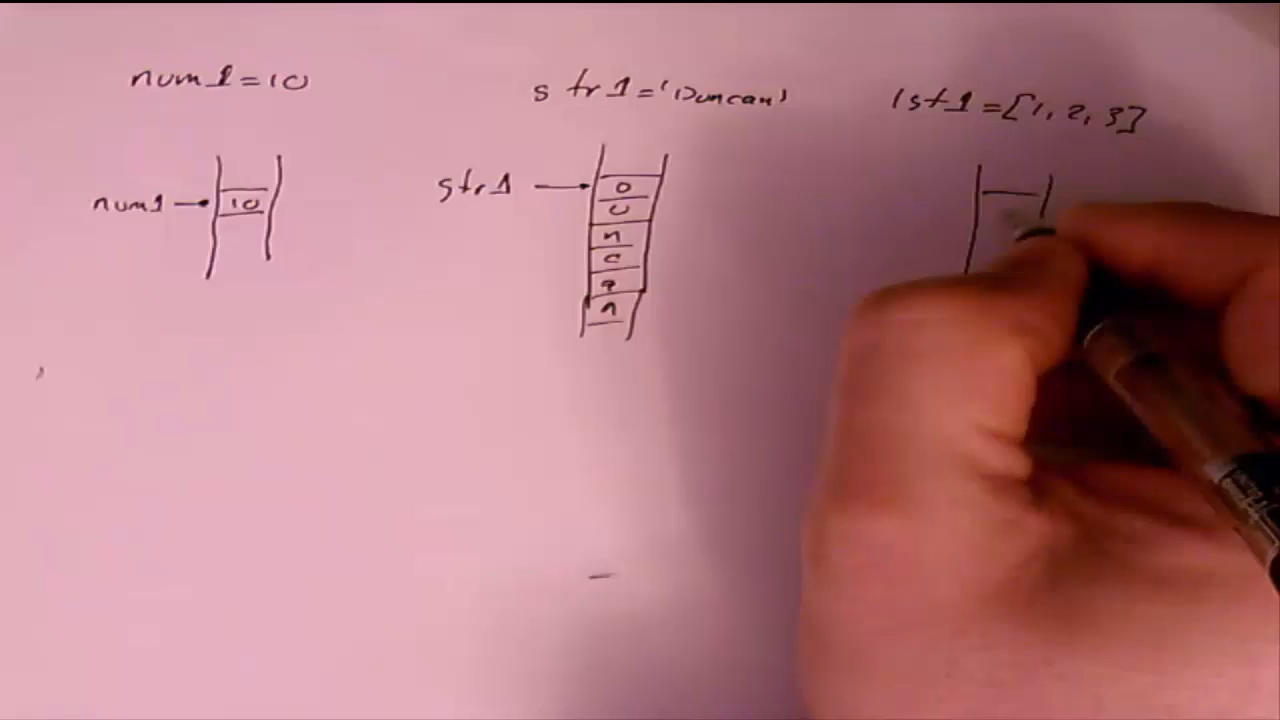 num1=10
str1='Duncan'
lst1=[1, 2, 3]
num1
10
str1
D
u
n
c
a
n